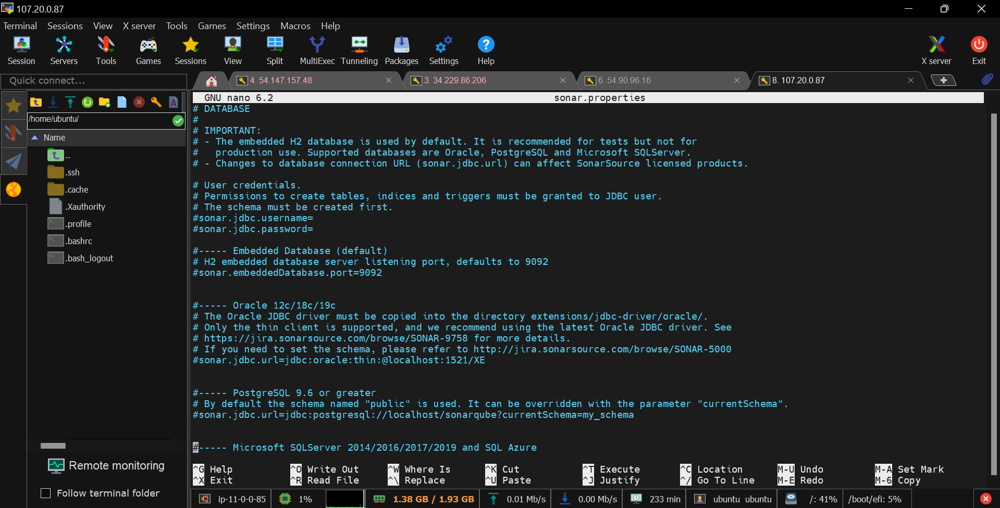 107.20.0.87
Terminal Sessions View X server Tools Games Settings Macros Help
Session Servers Tools Games Sessions View Split MultiExec Tunneling Packages Settings Help X server Exit
Quick connect...
4. 54.147.157.48
3. 34.229.86.206
6. 54.90.96.16
8. 107.20.0.87
/home/ubuntu/
Name
..
.ssh
.cache
.Xauthority
.profile
.bashrc
.bash_logout
Remote monitoring
Follow terminal folder
GNU nano 6.2 sonar.properties
# DATABASE
#
# IMPORTANT:
# - The embedded H2 database is used by default. It is recommended for tests but not for
#   production use. Supported databases are Oracle, PostgreSQL and Microsoft SQLServer.
# - Changes to database connection URL (sonar.jdbc.url) can affect SonarSource licensed products.
# User credentials.
# Permissions to create tables, indices and triggers must be granted to JDBC user.
# The schema must be created first.
#sonar.jdbc.username=
#sonar.jdbc.password=
#----- Embedded Database (default)
# H2 embedded database server listening port, defaults to 9092
#sonar.embeddedDatabase.port=9092
#----- Oracle 12c/18c/19c
# The Oracle JDBC driver must be copied into the directory extensions/jdbc-driver/oracle/.
# Only the thin client is supported, and we recommend using the latest Oracle JDBC driver. See
# https://jira.sonarsource.com/browse/SONAR-9758 for more details.
# If you need to set the schema, please refer to http://jira.sonarsource.com/browse/SONAR-5000
#sonar.jdbc.url=jdbc:oracle:thin:@localhost:1521/XE
#----- PostgreSQL 9.6 or greater
# By default the schema named "public" is used. It can be overridden with the parameter "currentSchema".
#sonar.jdbc.url=jdbc:postgresql://localhost/sonarqube?currentSchema=my_schema
#----- Microsoft SQLServer 2014/2016/2017/2019 and SQL Azure
^G Help ^O Write Out ^W Where Is ^K Cut ^T Execute ^C Location M-U Undo M-A Set Mark
^X Exit ^R Read File ^\ Replace ^U Paste ^J Justify ^/ Go To Line M-E Redo M-6 Copy
ip-11-0-0-85 1% 1.38 GB / 1.93 GB 0.01 Mb/s 0.00 Mb/s 233 min ubuntu ubuntu /: 41% /boot/efi: 5%